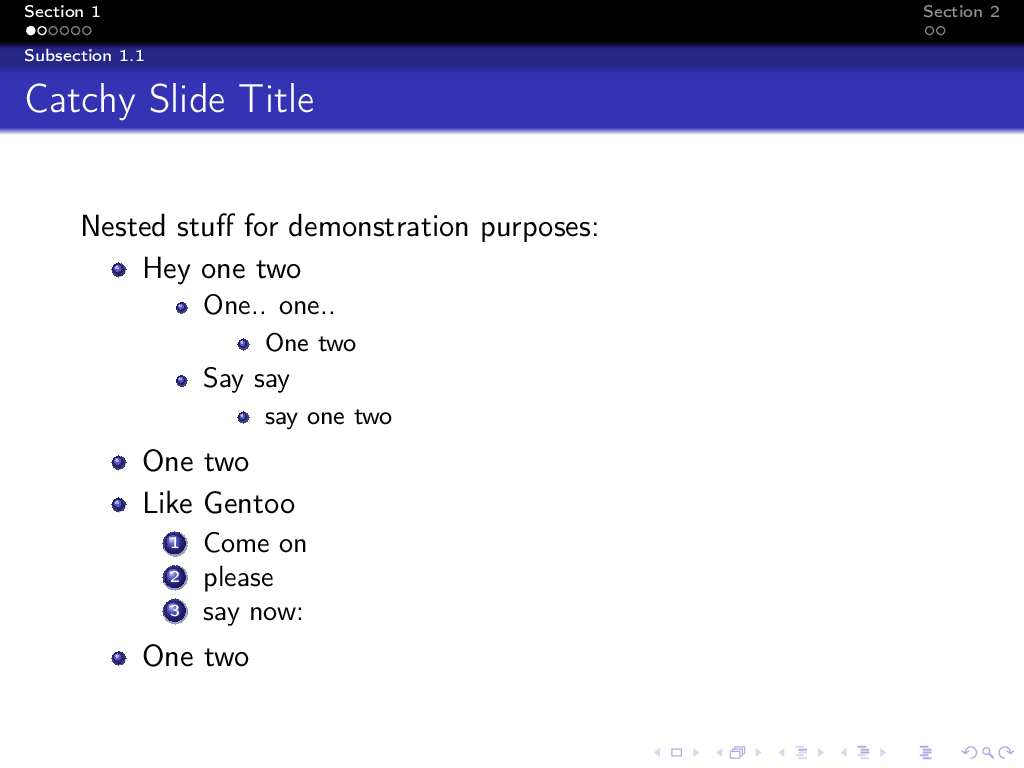 Section 1
Section 2
Subsection 1.1
Catchy Slide Title
Nested stuff for demonstration purposes:
Hey one two
One.. one..
One two
Say say
say one two
One two
Like Gentoo
1 Come on
2 please
3 say now:
One two